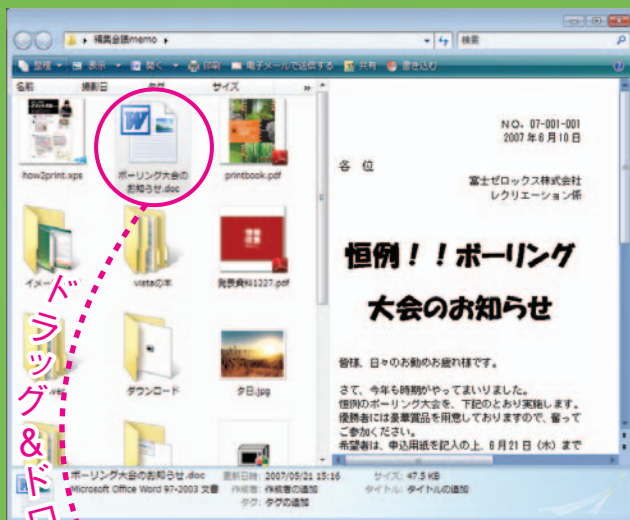 編集会議memo
検索
整理 表示 開く 印刷 電子メールで送信する 共有 書き込む
名前 撮影日 タグ サイズ »
how2print.xps
ボーリング大会の
お知らせ.doc
printbook.pdf
イメー
vistaの本
発表資料1227.pdf
.ver
ダウンロード
夕日.jpg
ドラッグ&ドロ
NO. 07-001-001
2007年6月10日
各 位
富士ゼロックス株式会社
レクリエーション係
恒例!!ボーリング
大会のお知らせ
皆様、日々のお勤めお疲れ様です。
さて、今年も時期がやってまいりました。
恒例のボーリング大会を、下記のとおり実施します。
優勝者には豪華賞品を用意しておりますので、奮って
ご参加ください。
希望者は、申込用紙を記入の上、6月21日(木)まで
ボーリング大会のお知らせ.doc 更新日時: 2007/05/21 15:16 サイズ: 47.5 KB
Microsoft Office Word 97-2003 文書 作成者: 作成者の追加 タイトル: タイトルの追加
タグ: タグの追加